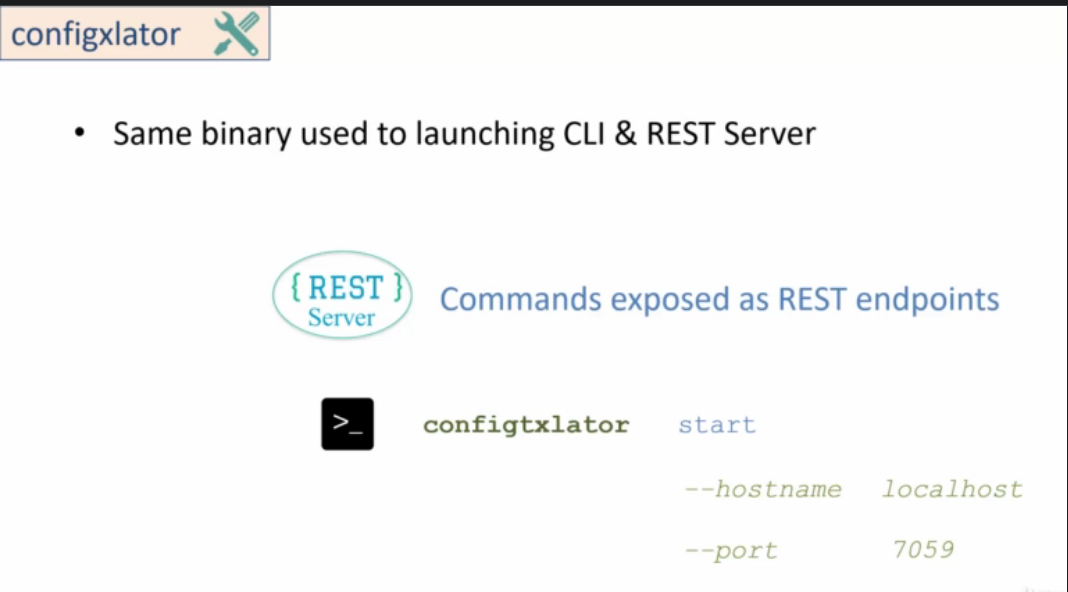 configxlator
• Same binary used to launching CLI & REST Server
{ REST }
Server
Commands exposed as REST endpoints
>_
configtxlator start
--hostname localhost
--port 7059